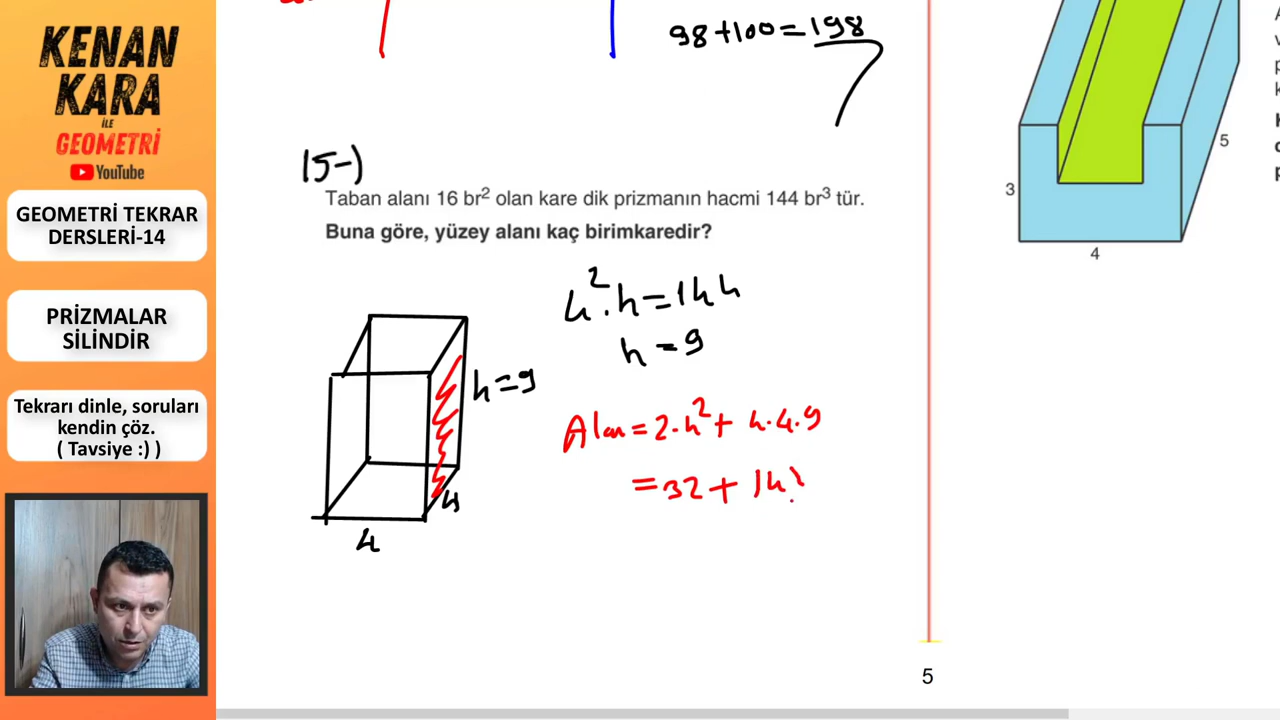 KENAN
KARA
İLE
GEOMETRİ
YouTube
GEOMETRİ TEKRAR
DERSLERİ-14
PRİZMALAR
SİLİNDİR
Tekrarı dinle, soruları
kendin çöz.
( Tavsiye :) )
98+100=198
15-)
Taban alanı 16 br² olan kare dik prizmanın hacmi 144 br³ tür.
Buna göre, yüzey alanı kaç birimkaredir?
4².h=144
h=9
h=9
Alan=2.4²+4.4.9
=32+14
4
4
5
3
4
5